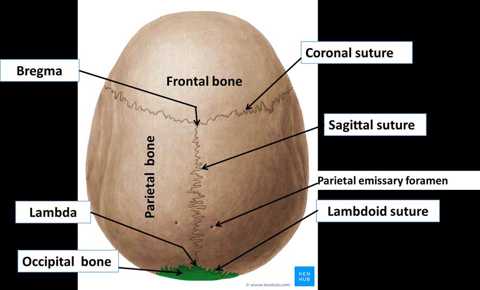 Coronal suture
Bregma
Frontal bone
Sagittal suture
Parietal bone
Parietal emissary foramen
Lambda
Lambdoid suture
Occipital bone
KEN
HUB
© www.kenhub.com